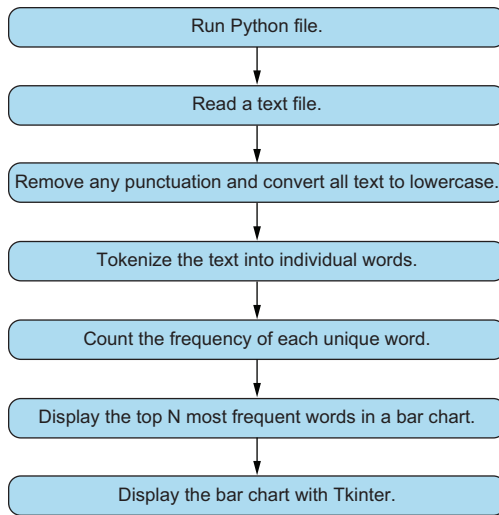 Run Python file.
Read a text file.
Remove any punctuation and convert all text to lowercase.
Tokenize the text into individual words.
Count the frequency of each unique word.
Display the top N most frequent words in a bar chart.
Display the bar chart with Tkinter.